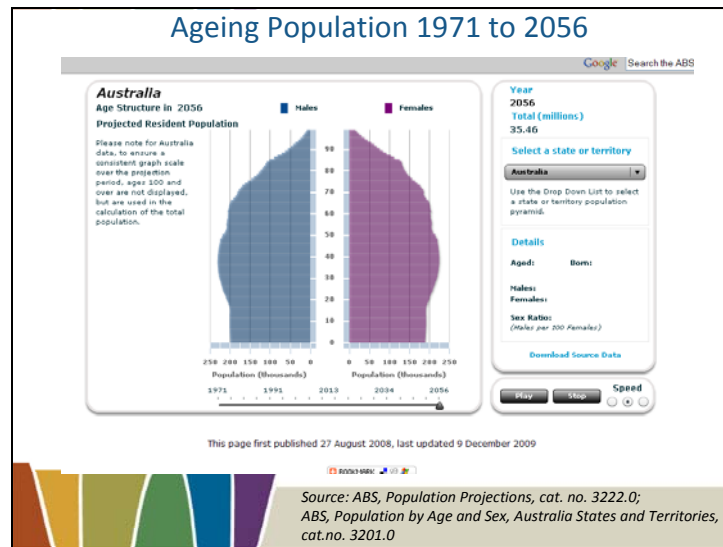 Ageing Population 1971 to 2056
Google Search the ABS
Australia
Age Structure in 2056
Projected Resident Population
Males
Females
Please note for Australia
data, to ensure a
consistent graph scale
over the projection
period, ages 100 and
over are not displayed,
but are used in the
calculation of the total
population.
90
80
70
60
50
40
30
20
10
0
250 200 150 100 50 0
0 50 100 150 200 250
Population (thousands)
Population (thousands)
1971 1991 2013 2034 2056
Year
2056
Total (millions)
35.46
Select a state or territory
Australia
Use the Drop Down List to select
a state or territory population
pyramid.
Details
Aged: Born:
Males:
Females:
Sex Ratio:
(Males per 100 Females)
Download Source Data
Play Stop Speed
This page first published 27 August 2008, last updated 9 December 2009
BOOKMARK
Source: ABS, Population Projections, cat. no. 3222.0;
ABS, Population by Age and Sex, Australia States and Territories,
cat.no. 3201.0